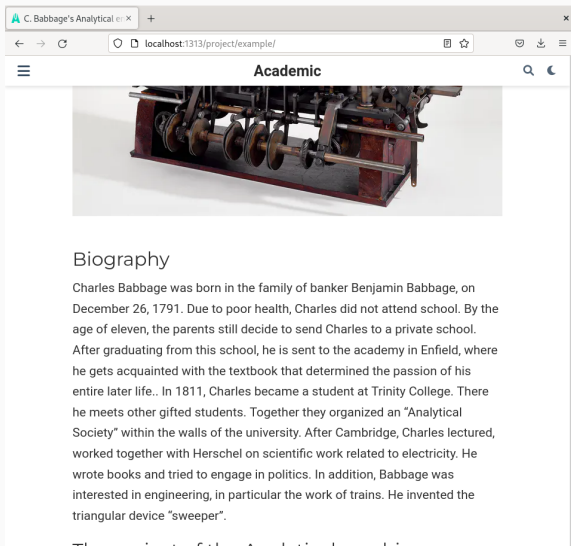 C. Babbage's Analytical en
localhost:1313/project/example/
Academic
Biography
Charles Babbage was born in the family of banker Benjamin Babbage, on
December 26, 1791. Due to poor health, Charles did not attend school. By the
age of eleven, the parents still decide to send Charles to a private school.
After graduating from this school, he is sent to the academy in Enfield, where
he gets acquainted with the textbook that determined the passion of his
entire later life.. In 1811, Charles became a student at Trinity College. There
he meets other gifted students. Together they organized an “Analytical
Society” within the walls of the university. After Cambridge, Charles lectured,
worked together with Herschel on scientific work related to electricity. He
wrote books and tried to engage in politics. In addition, Babbage was
interested in engineering, in particular the work of trains. He invented the
triangular device “sweeper”.